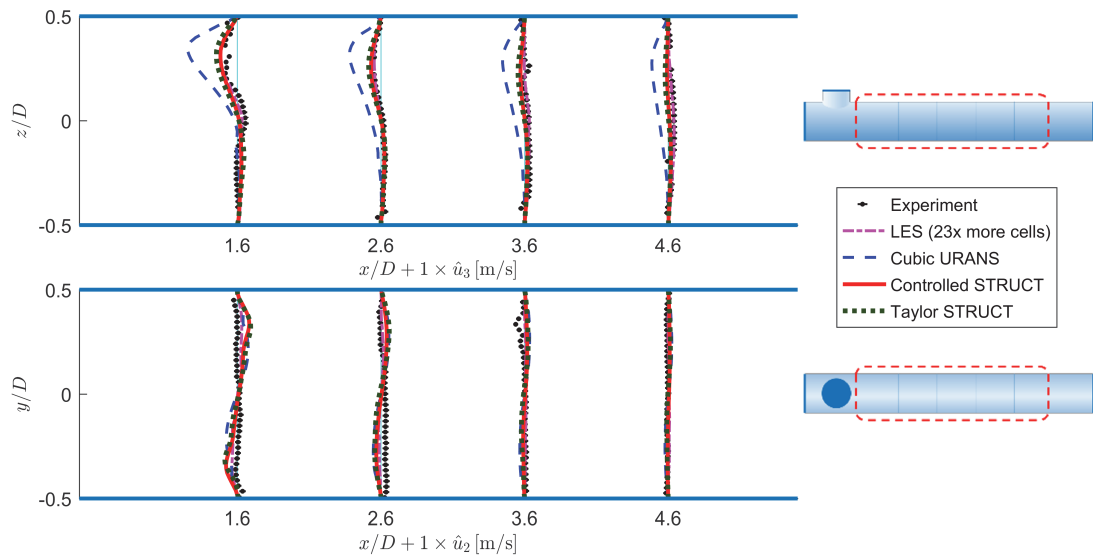 0.5
z/D
0
-0.5
1.6 2.6 3.6 4.6
x/D + 1 × û₃ [m/s]
0.5
y/D
0
-0.5
1.6 2.6 3.6 4.6
x/D + 1 × û₂ [m/s]
Experiment
LES (23x more cells)
Cubic URANS
Controlled STRUCT
Taylor STRUCT